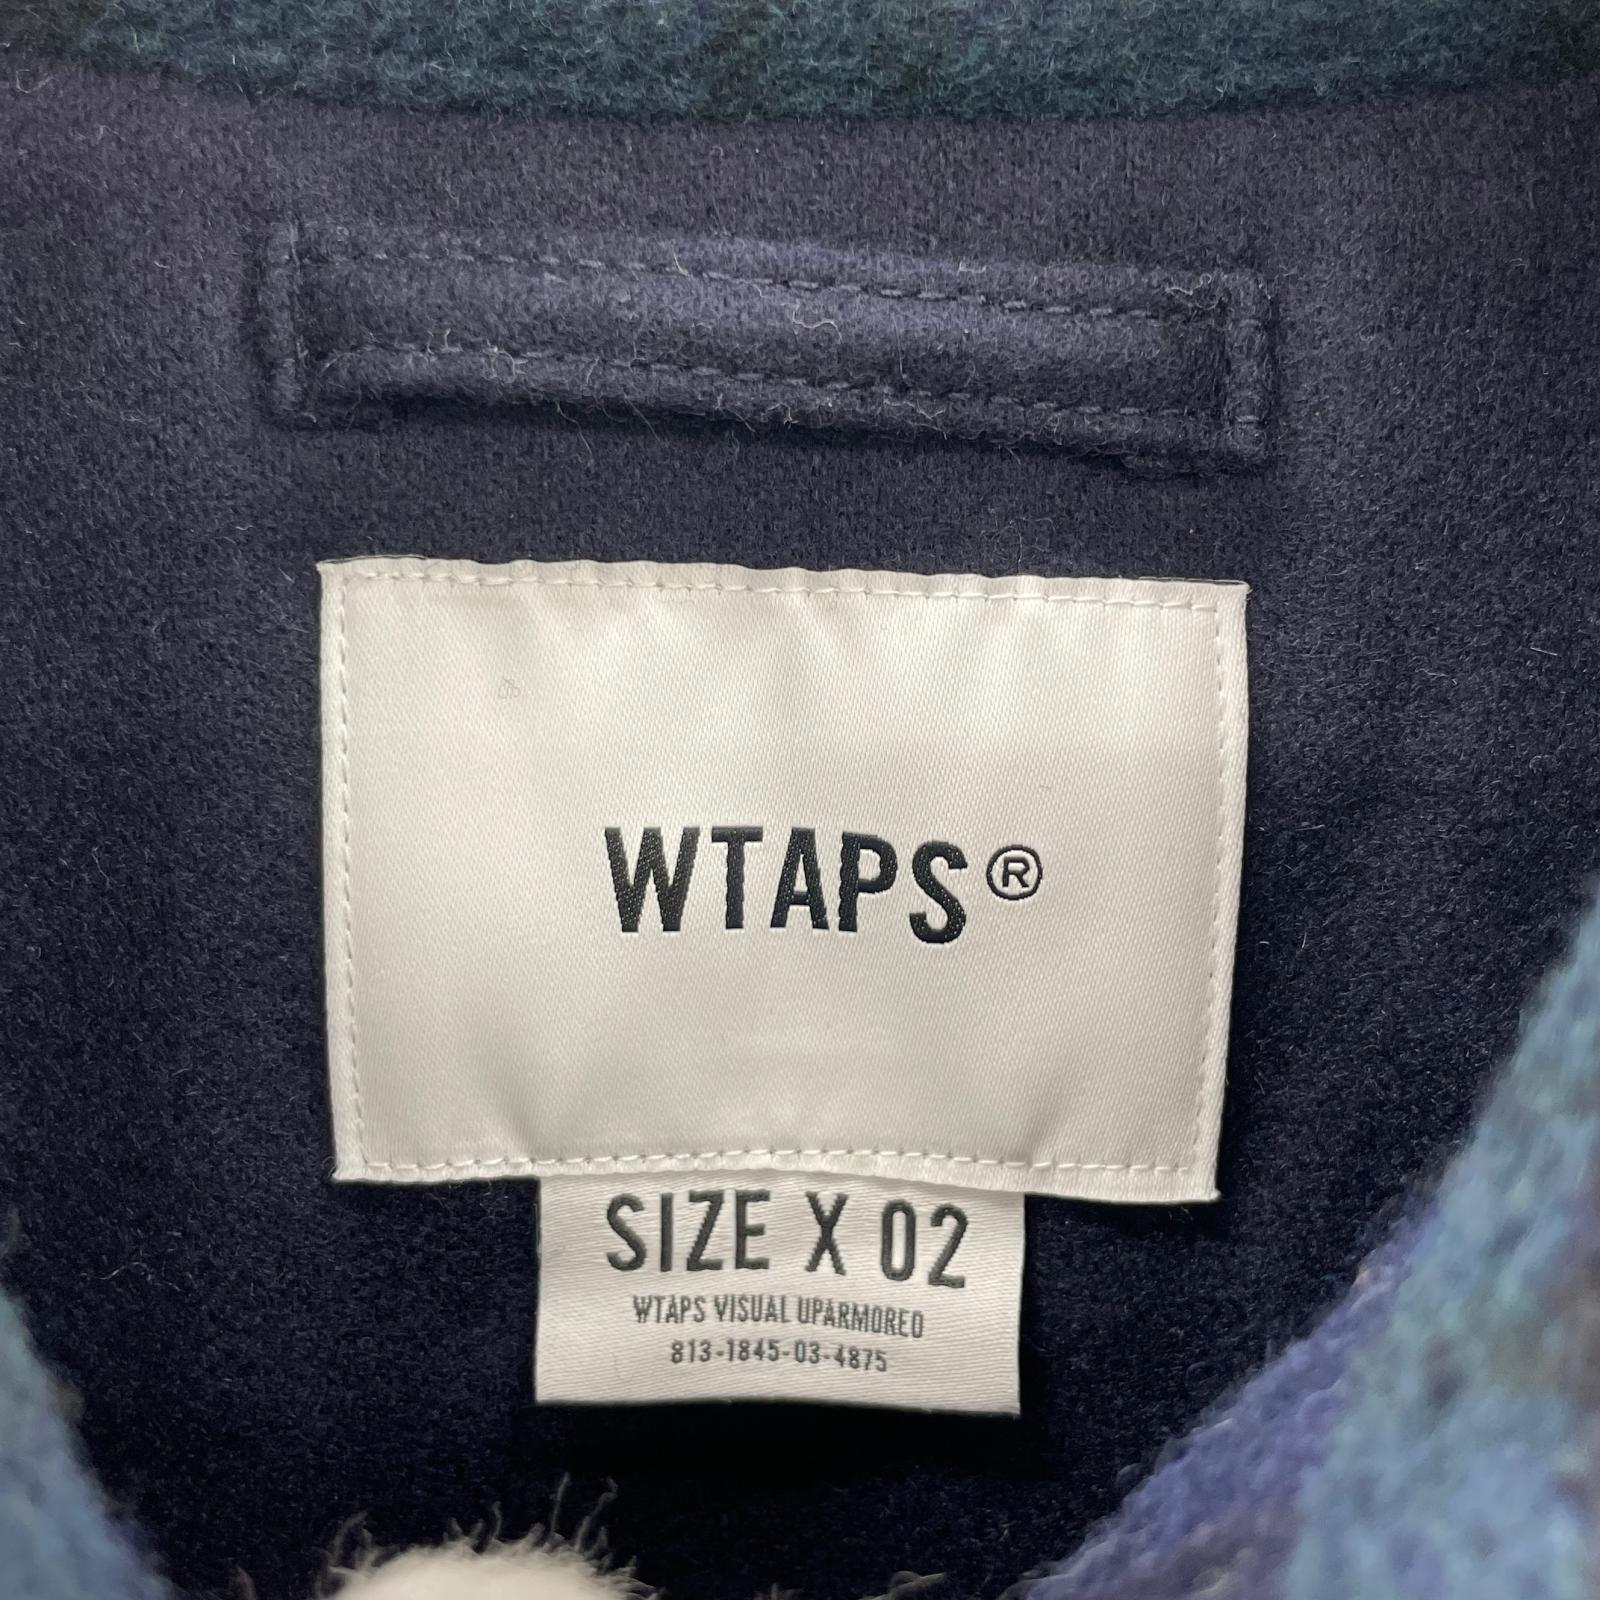 WTAPS®
SIZE X 02
WTAPS VISUAL UPARMORED
813-1845-03-4875